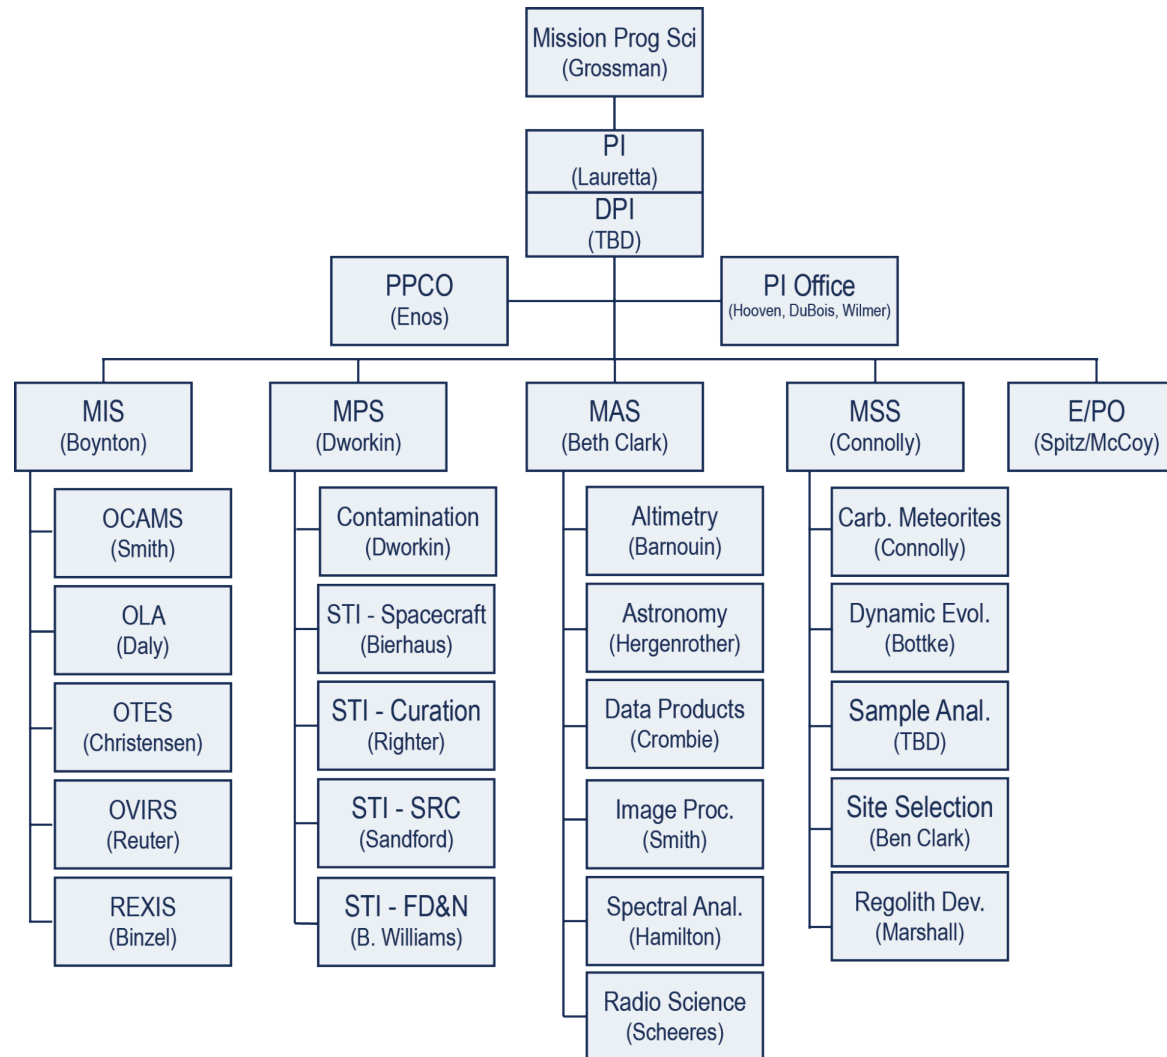 Mission Prog Sci
(Grossman)
PI
(Lauretta)
DPI
(TBD)
PPCO
(Enos)
PI Office
(Hooven, DuBois, Wilmer)
MIS
(Boynton)
MPS
(Dworkin)
MAS
(Beth Clark)
MSS
(Connolly)
E/PO
(Spitz/McCoy)
OCAMS
(Smith)
OLA
(Daly)
OTES
(Christensen)
OVIRS
(Reuter)
REXIS
(Binzel)
Contamination
(Dworkin)
STI - Spacecraft
(Bierhaus)
STI - Curation
(Righter)
STI - SRC
(Sandford)
STI - FD&N
(B. Williams)
Altimetry
(Barnouin)
Astronomy
(Hergenrother)
Data Products
(Crombie)
Image Proc.
(Smith)
Spectral Anal.
(Hamilton)
Radio Science
(Scheeres)
Carb. Meteorites
(Connolly)
Dynamic Evol.
(Bottke)
Sample Anal.
(TBD)
Site Selection
(Ben Clark)
Regolith Dev.
(Marshall)